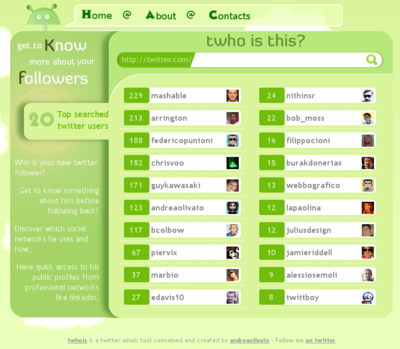 Home @ About @ Contacts
get to Know
more about your
followers
twho is this?
http://twitter.com/
20 Top searched
twitter users
Who is your new twitter
follower?
Get to know something
about him before
following back!
Discover which social
networks he uses and
how.
Have quick access to his
public profiles from
professional networks
like linkedin.
229 mashable
213 arrington
188 federicopuntoni
182 chrisvoo
171 guykawasaki
123 andreaolivato
117 bcolbow
67 piervix
37 marbio
27 edavis10
24 nithinsr
22 bob_moss
16 filippocioni
15 burakdonertas
13 webbografico
12 lapaolina
12 juliusdesign
10 jamieriddell
9 alessiosemoli
8 twittboy
twhois is a twitter whois tool conceived and created by andreaolivato - Follow me on twitter